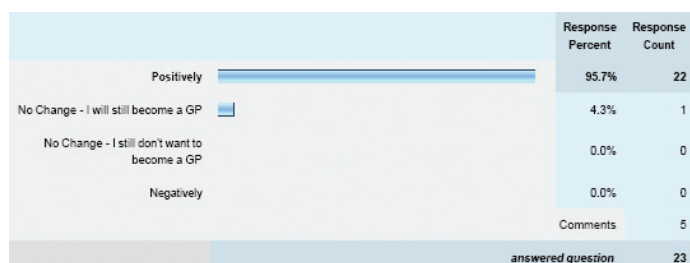 Response Percent Response Count
Positively 95.7% 22
No Change - I will still become a GP 4.3% 1
No Change - I still don't want to
become a GP 0.0% 0
Negatively 0.0% 0
Comments 5
answered question 23